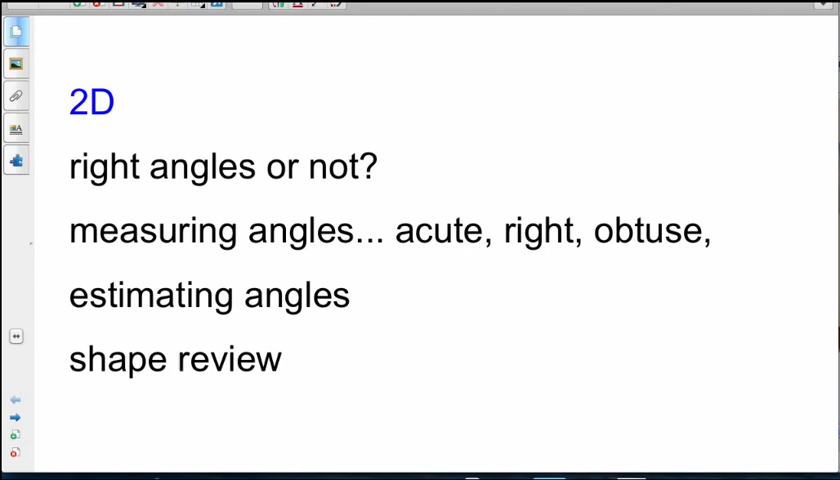 2D
right angles or not?
measuring angles... acute, right, obtuse,
estimating angles
shape review